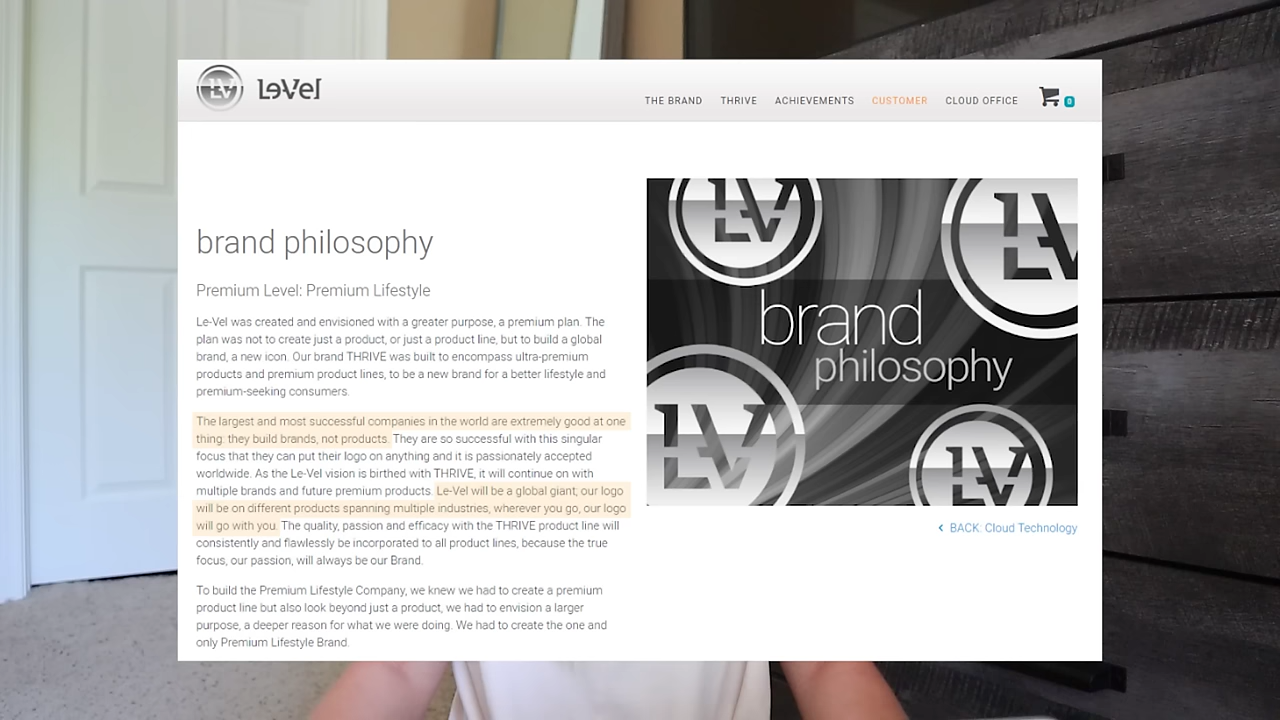 LV LeVel
THE BRAND THRIVE ACHIEVEMENTS CUSTOMER CLOUD OFFICE 0
brand philosophy
Premium Level: Premium Lifestyle
Le-Vel was created and envisioned with a greater purpose, a premium plan. The
plan was not to create just a product, or just a product line, but to build a global
brand, a new icon. Our brand THRIVE was built to encompass ultra-premium
products and premium product lines, to be a new brand for a better lifestyle and
premium-seeking consumers.
The largest and most successful companies in the world are extremely good at one
thing: they build brands, not products. They are so successful with this singular
focus that they can put their logo on anything and it is passionately accepted
worldwide. As the Le-Vel vision is birthed with THRIVE, it will continue on with
multiple brands and future premium products. Le-Vel will be a global giant; our logo
will be on different products spanning multiple industries, wherever you go, our logo
will go with you. The quality, passion and efficacy with the THRIVE product line will
consistently and flawlessly be incorporated to all product lines, because the true
focus, our passion, will always be our Brand.
To build the Premium Lifestyle Company, we knew we had to create a premium
product line but also look beyond just a product, we had to envision a larger
purpose, a deeper reason for what we were doing. We had to create the one and
only Premium Lifestyle Brand.
LV
LV
brand
philosophy
LV
LV
BACK: Cloud Technology